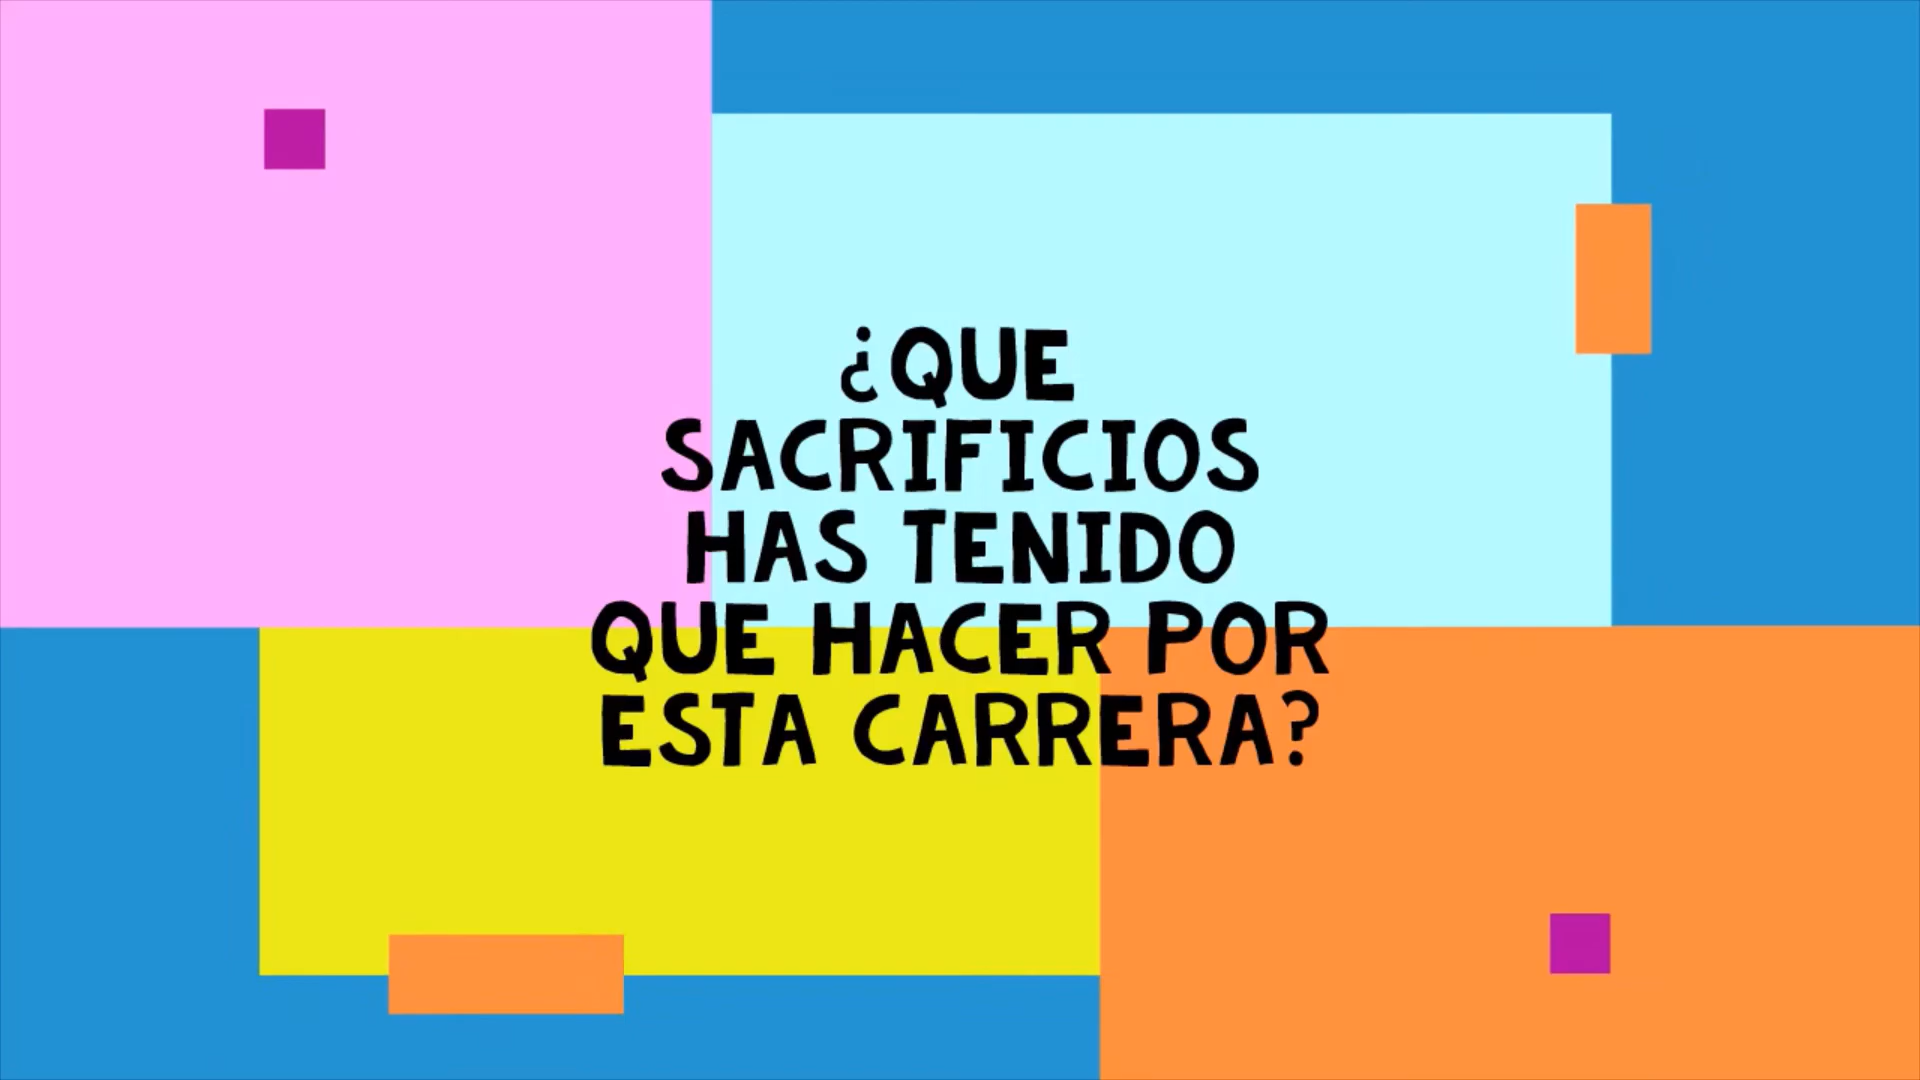 ¿QUE
SACRIFICIOS
HAS TENIDO
QUE HACER POR
ESTA CARRERA?